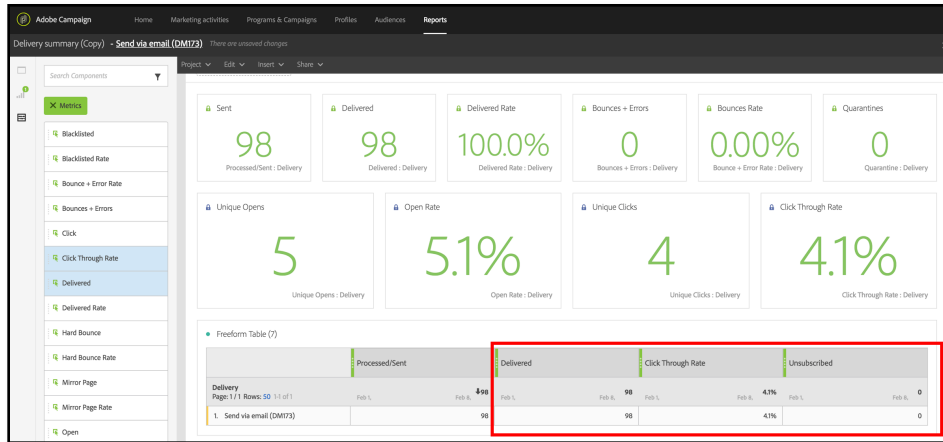 Adobe Campaign Home Marketing activities Programs & Campaigns Profiles Audiences Reports
Delivery summary (Copy) - Send via email (DM173) There are unsaved changes
Project Edit Insert Share
Search Components
Metrics
Blacklisted
Blacklisted Rate
Bounce + Error Rate
Bounces + Errors
Click
Click Through Rate
Delivered
Delivered Rate
Hard Bounce
Hard Bounce Rate
Mirror Page
Mirror Page Rate
Open
Sent
98
Processed/Sent : Delivery
Delivered
98
Delivered : Delivery
Delivered Rate
100.0%
Delivered Rate : Delivery
Bounces + Errors
0
Bounces + Errors : Delivery
Bounces Rate
0.00%
Bounce + Error Rate : Delivery
Quarantines
0
Quarantine : Delivery
Unique Opens
5
Unique Opens : Delivery
Open Rate
5.1%
Open Rate : Delivery
Unique Clicks
4
Unique Clicks : Delivery
Click Through Rate
4.1%
Click Through Rate : Delivery
Freeform Table (7)
Processed/Sent Delivered Click Through Rate Unsubscribed
Delivery
98 98 4.1% 0
Page: 1 / 1 Rows: 50 1-1 of 1 Feb 1, Feb 8, Feb 1, Feb 8, Feb 1, Feb 8, Feb 1, Feb 8,
1. Send via email (DM173) 98 98 4.1% 0